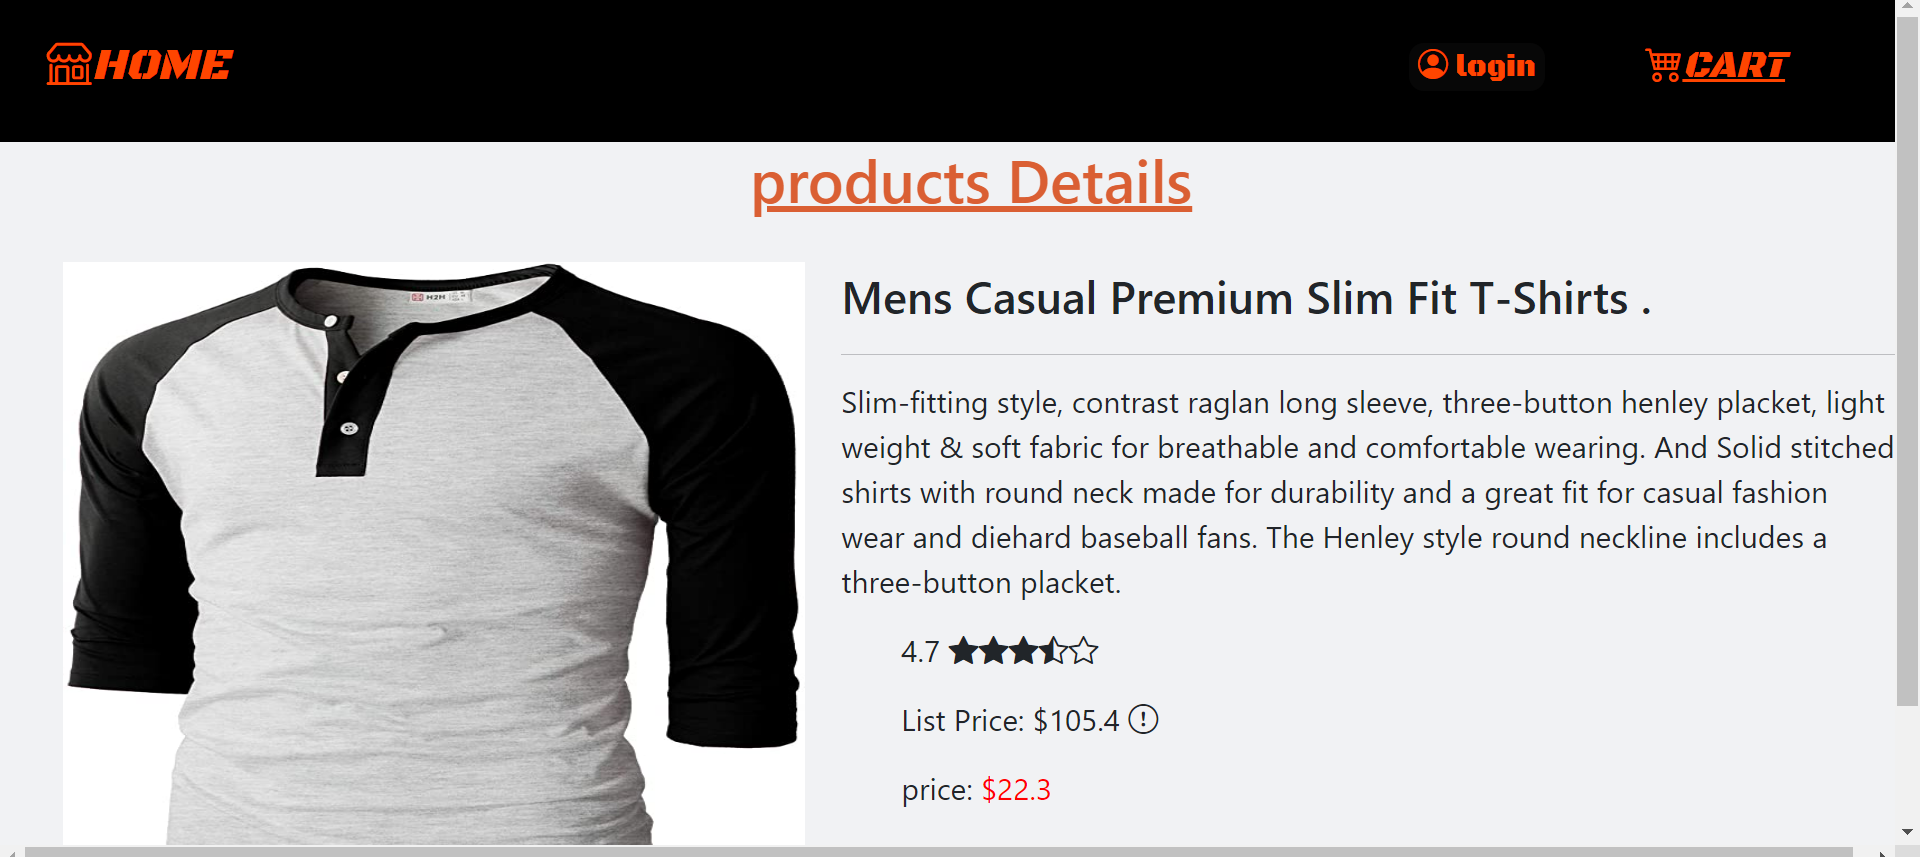 HOME
login
CART
products Details
H2H
Mens Casual Premium Slim Fit T-Shirts .
Slim-fitting style, contrast raglan long sleeve, three-button henley placket, light
weight & soft fabric for breathable and comfortable wearing. And Solid stitched
shirts with round neck made for durability and a great fit for casual fashion
wear and diehard baseball fans. The Henley style round neckline includes a
three-button placket.
4.7
List Price: $105.4
price: $22.3